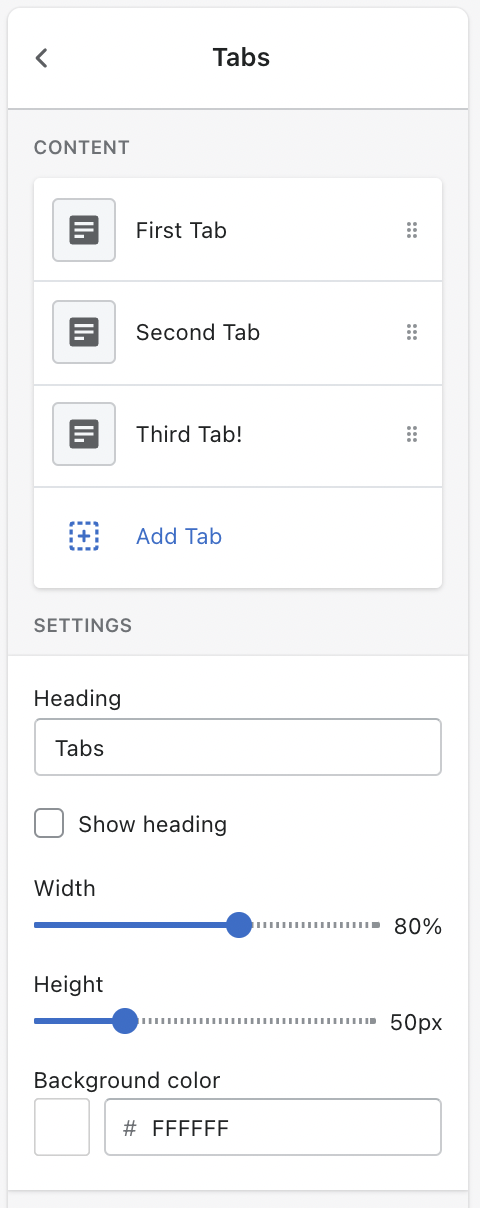 Tabs
CONTENT
First Tab
Second Tab
Third Tab!
Add Tab
SETTINGS
Heading
Tabs
Show heading
Width
80%
Height
50px
Background color
# FFFFFF